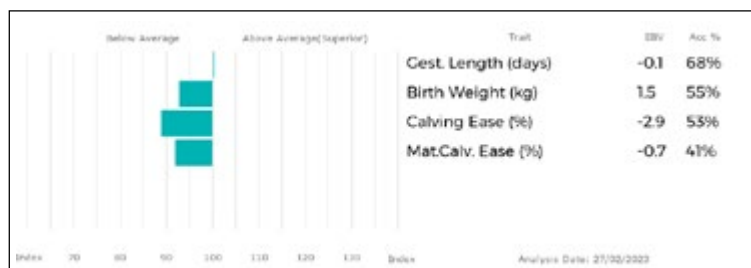 Below Average Above Average(Superior) Trait EBV Acc %
Gest. Length (days) -0.1 68%
Birth Weight (kg) 1.5 55%
Calving Ease (%) -2.9 53%
Mat.Calv. Ease (%) -0.7 41%
Index 70 80 90 100 110 120 130 Index Analysis Date: 27/02/2023